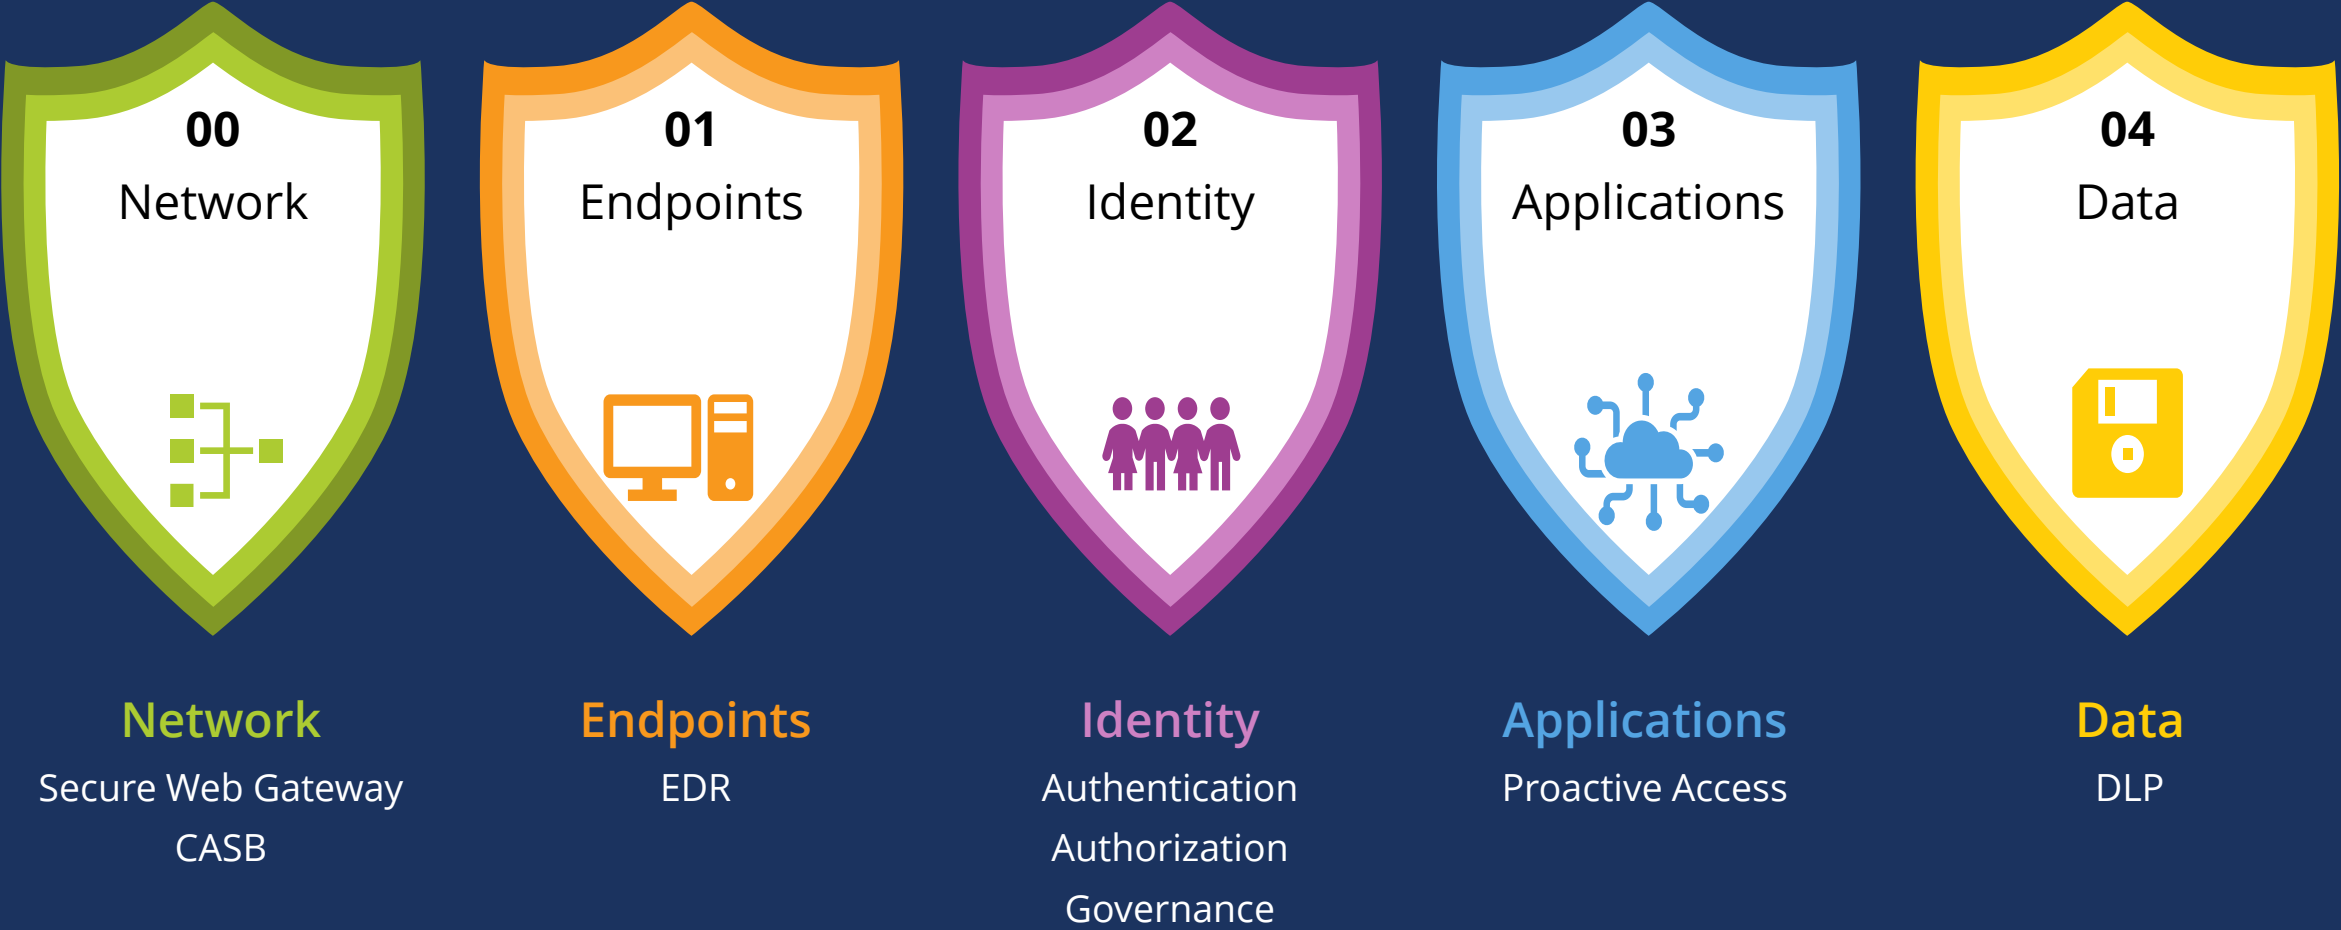 00
Network
01
Endpoints
02
Identity
03
Applications
04
Data
Network
Secure Web Gateway
CASB
Endpoints
EDR
Identity
Authentication
Authorization
Governance
Applications
Proactive Access
Data
DLP